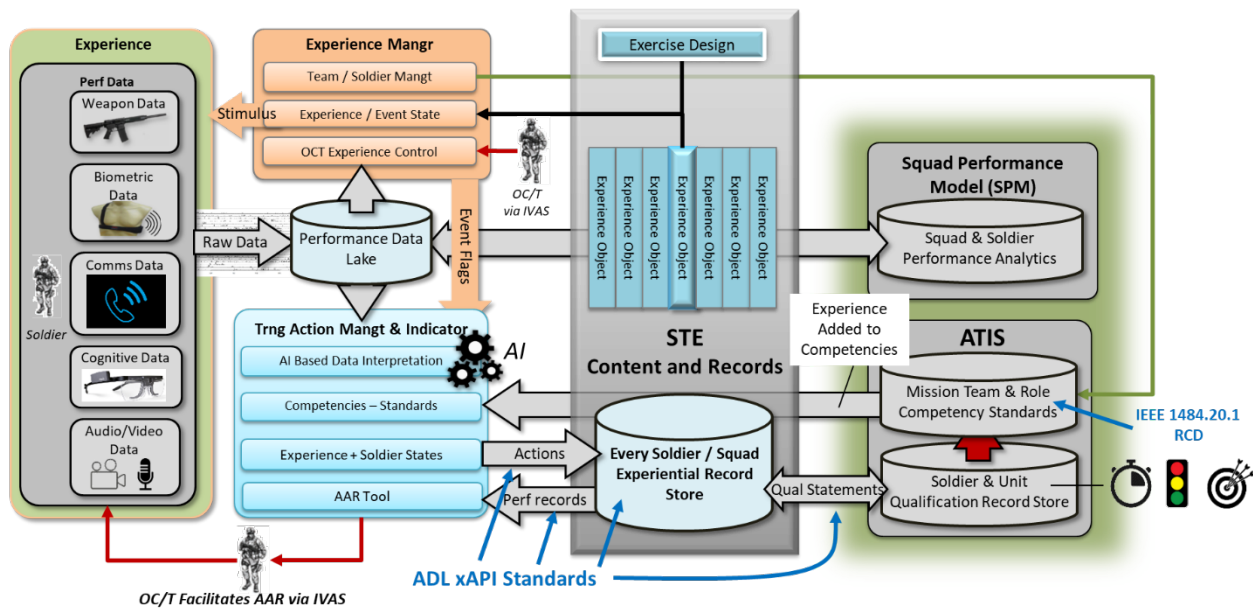 Experience
Perf Data
Weapon Data
Biometric
Data
Comms Data
Soldier
Cognitive Data
Audio/Video
Data
Experience Mangr
Team / Soldier Mangt
Stimulus
Experience / Event State
OCT Experience Control
OC/T
via IVAS
Raw Data
Performance Data
Lake
Event Flags
Trng Action Mangt & Indicator
AI Based Data Interpretation
AI
Competencies – Standards
Experience + Soldier States
AAR Tool
Actions
Perf records
OC/T Facilitates AAR via IVAS
Exercise Design
Experience Object
Experience Object
Experience Object
Experience Object
Experience Object
Experience Object
Experience Object
STE
Content and Records
Every Soldier / Squad
Experiential Record
Store
ADL xAPI Standards
Experience
Added to
Competencies
Qual Statements
Squad Performance
Model (SPM)
Squad & Soldier
Performance Analytics
ATIS
Mission Team & Role
Competency Standards
IEEE 1484.20.1
RCD
Soldier & Unit
Qualification Record Store